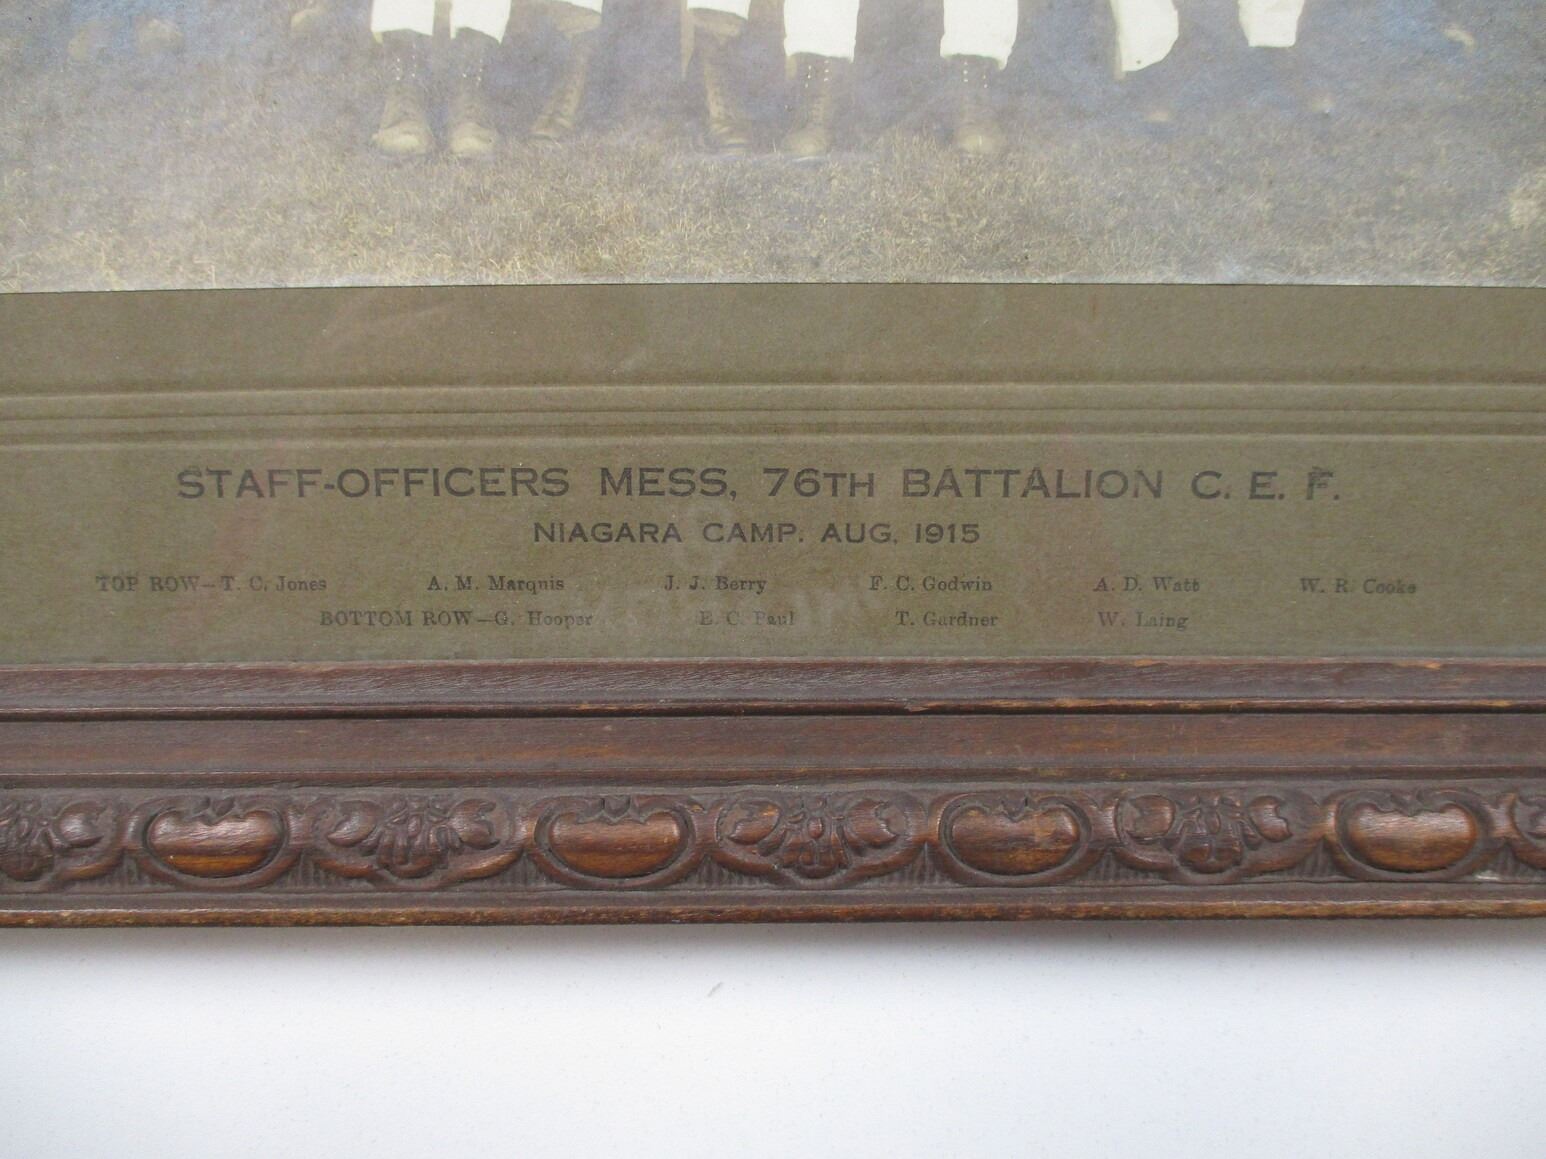 STAFF-OFFICERS MESS, 76TH BATTALION C. E. F.
NIAGARA CAMP. AUG. 1915
TOP ROW—T. C. Jones A. M. Marquis J. J. Berry F. C. Godwin A. D. Watt W. R. Cooke
BOTTOM ROW—G. Hooper E. C. Paul T. Gardner W. Laing